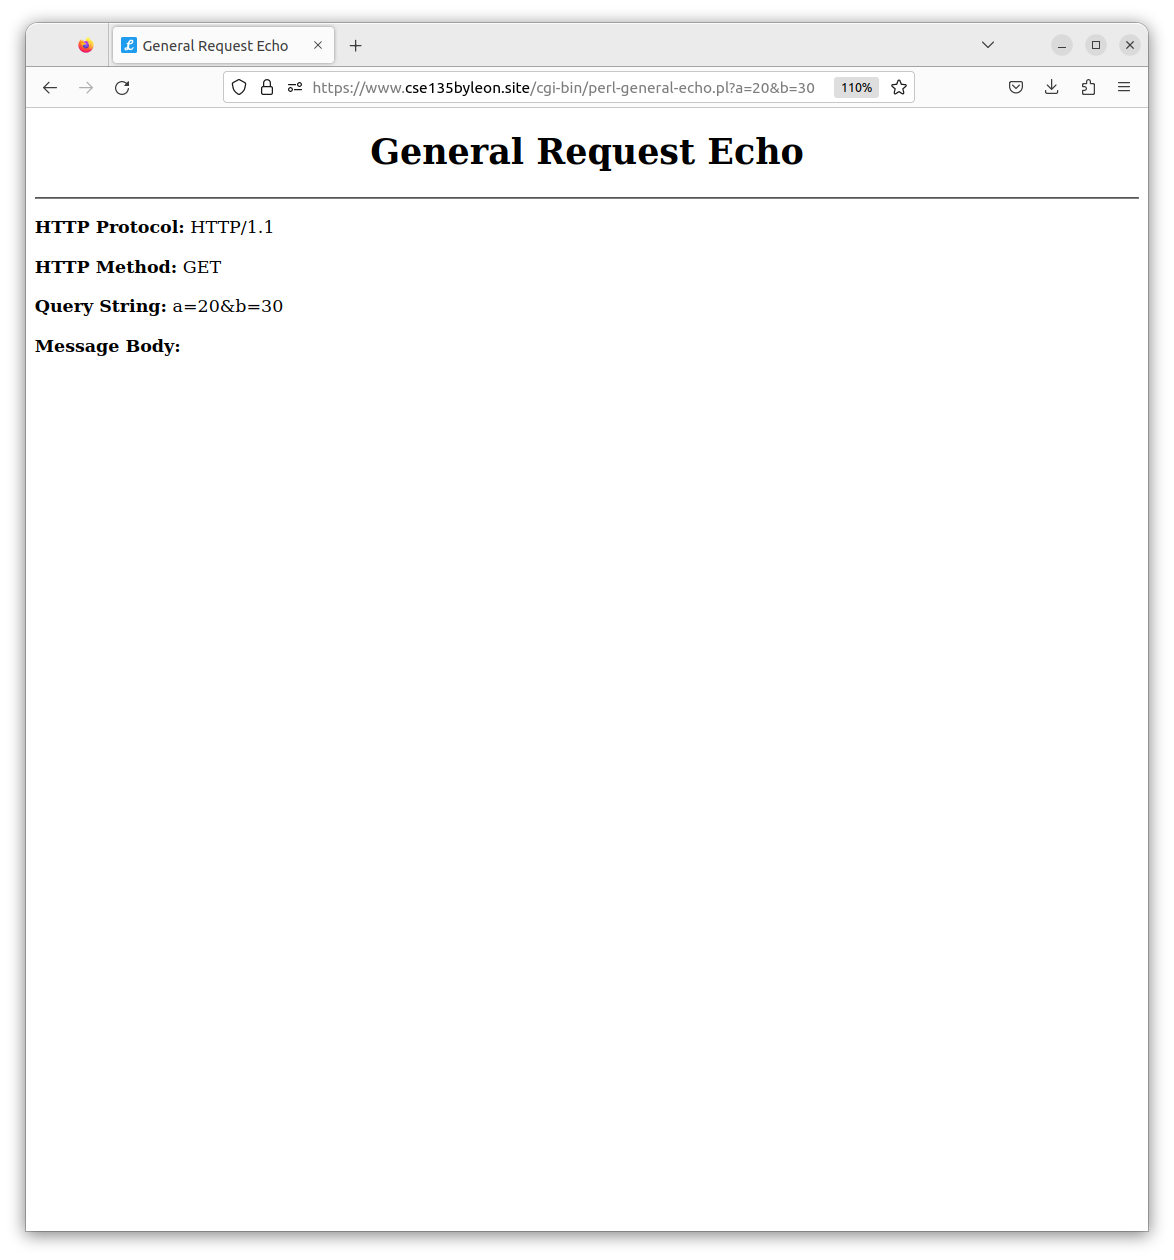 General Request Echo
https://www.cse135byleon.site/cgi-bin/perl-general-echo.pl?a=20&b=30 110%
General Request Echo
HTTP Protocol: HTTP/1.1
HTTP Method: GET
Query String: a=20&b=30
Message Body: